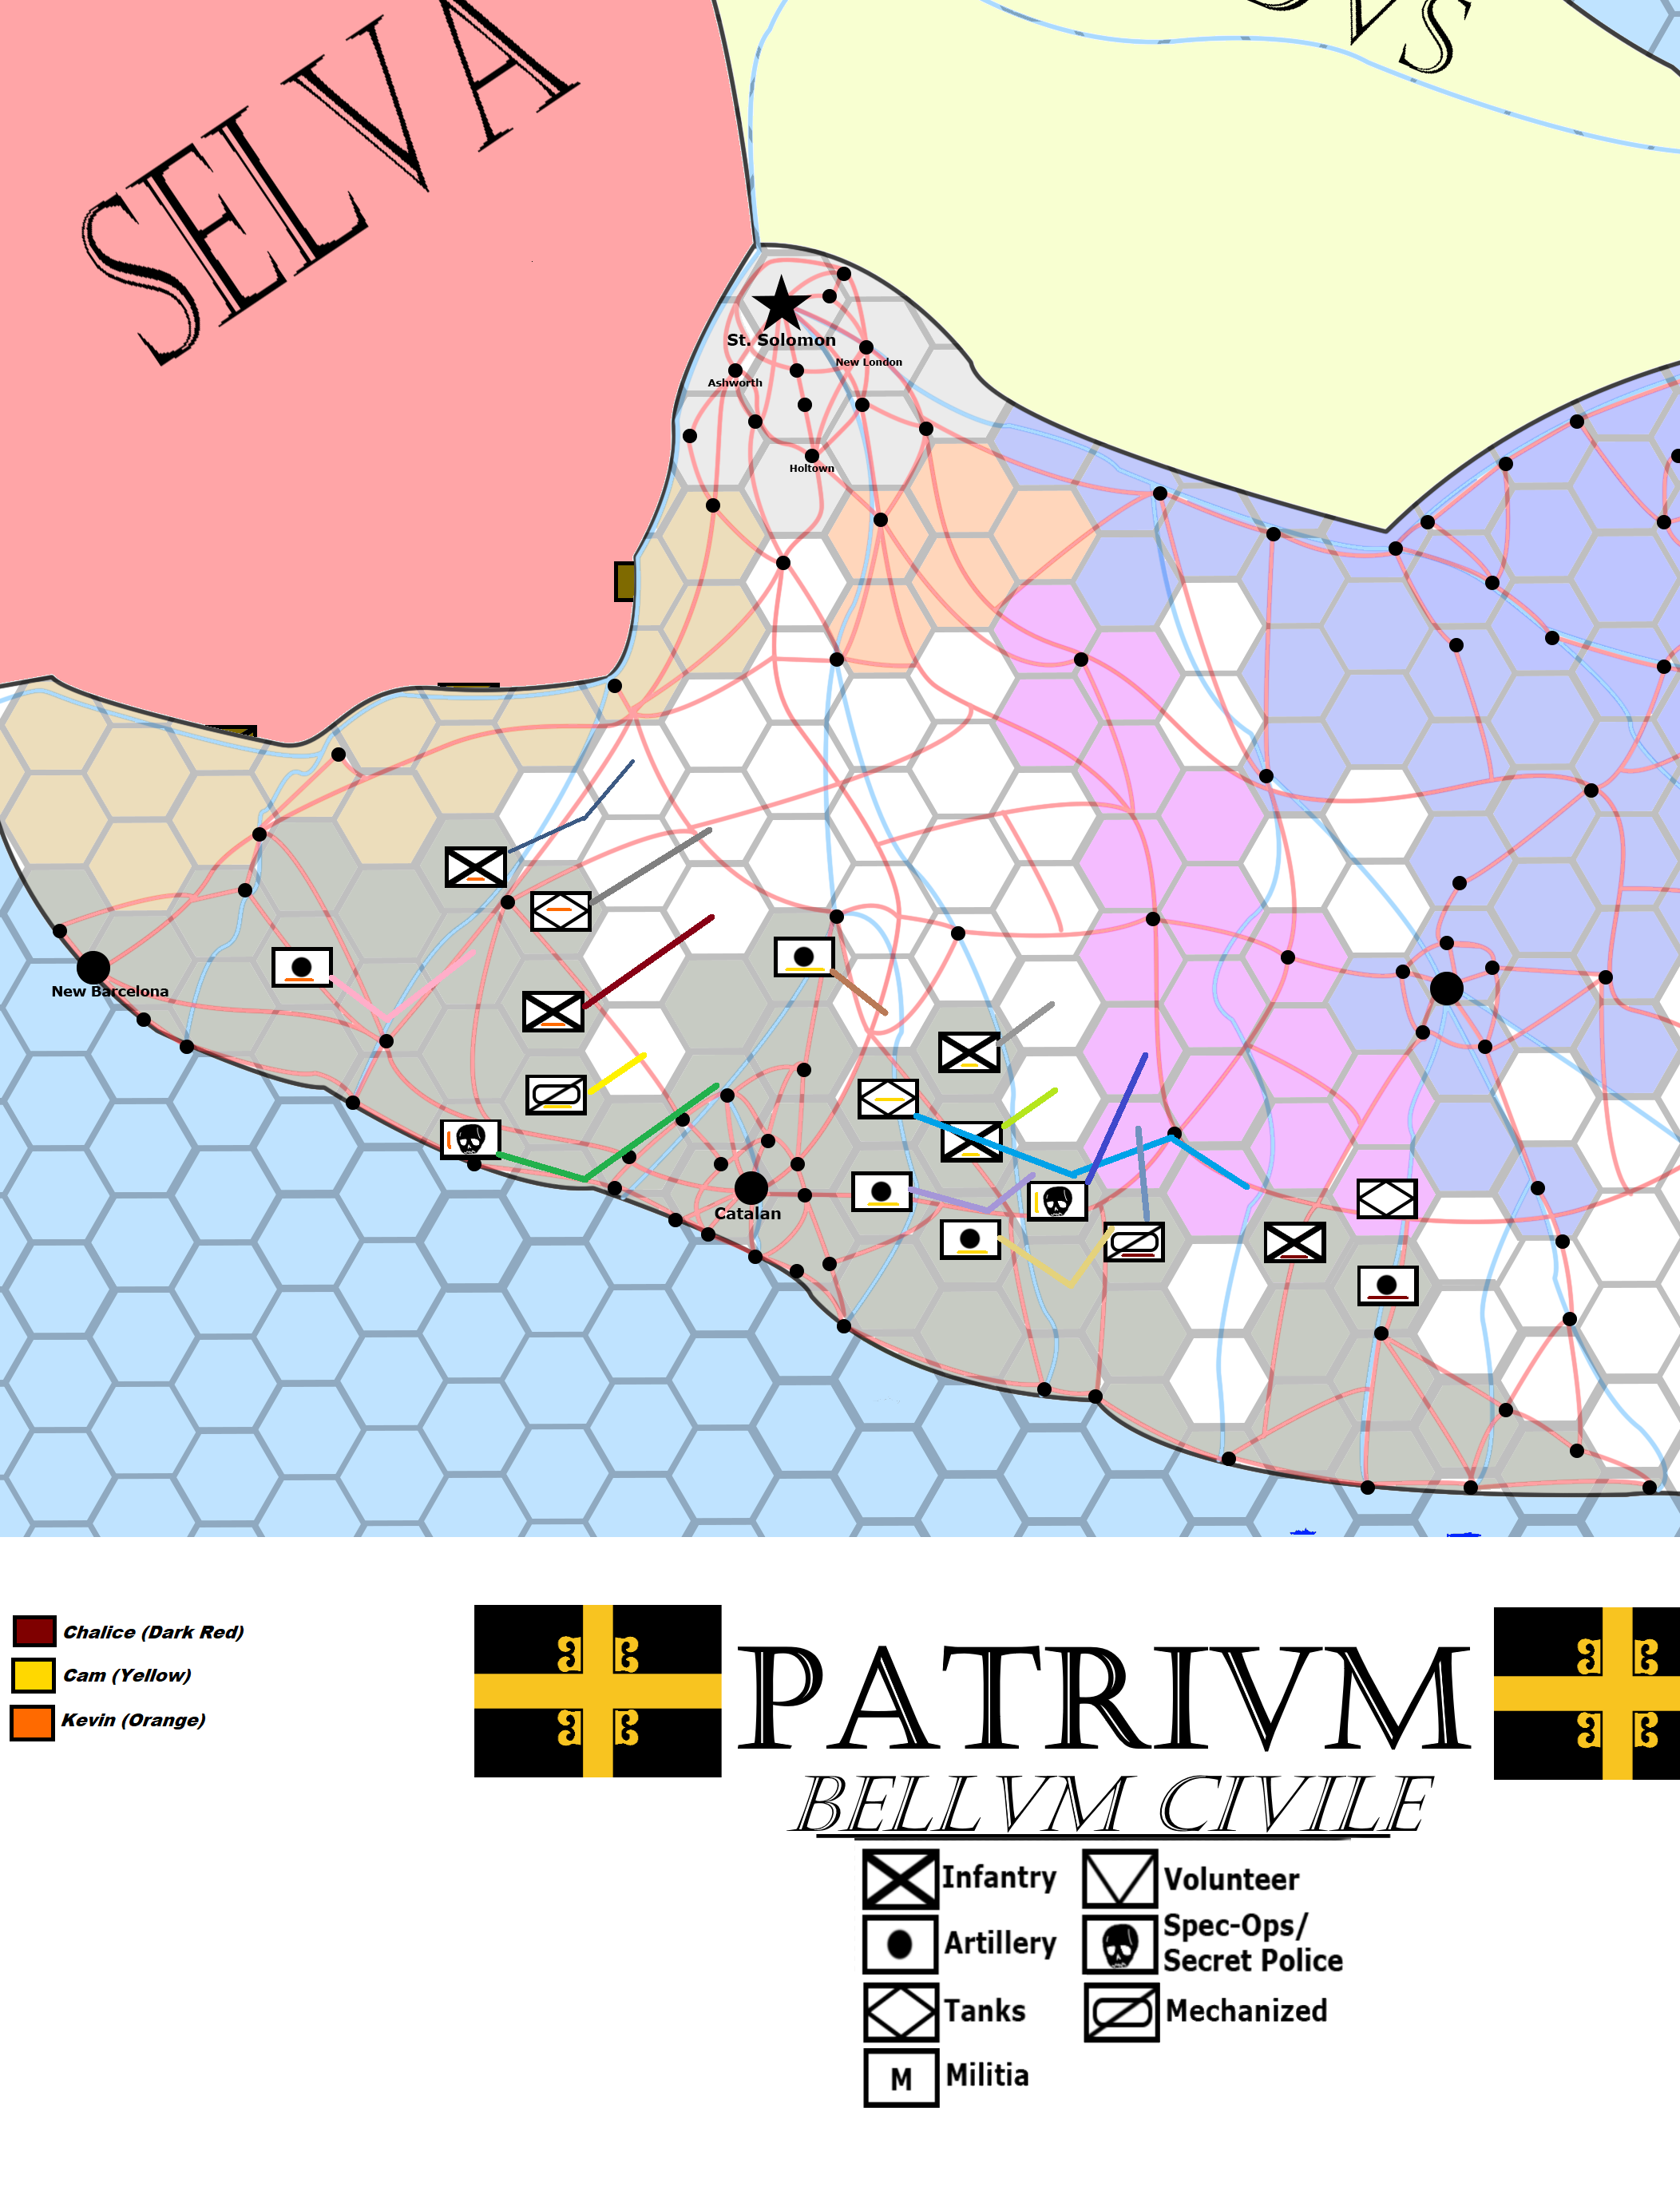 SELVA
VS
St. Solomon
New London
Ashworth
Holtown
New Barcelona
Catalan
Chalice (Dark Red)
Cam (Yellow)
Kevin (Orange)
PATRIVM
BELLVM CIVILE
Infantry
Volunteer
Artillery
Spec-Ops/
Secret Police
Tanks
Mechanized
M
Militia